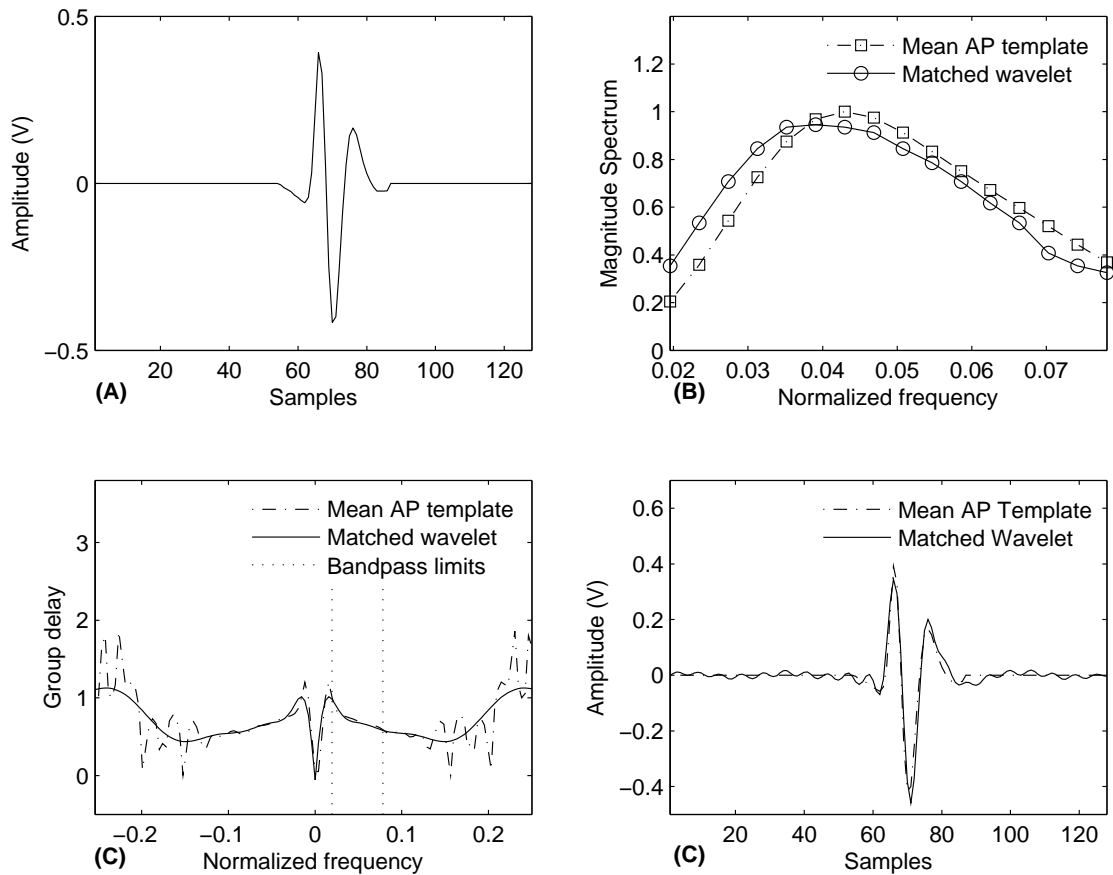 0.5
0
−0.5
Amplitude (V)
20 40 60 80 100 120
Samples
(A)
Mean AP template
Matched wavelet
1.2
1
0.8
0.6
0.4
0.2
0
Magnitude Spectrum
0.02 0.03 0.04 0.05 0.06 0.07
Normalized frequency
(B)
Mean AP template
Matched wavelet
Bandpass limits
3
2
1
0
Group delay
−0.2 −0.1 0 0.1 0.2
Normalized frequency
(C)
Mean AP Template
Matched Wavelet
0.6
0.4
0.2
0
−0.2
−0.4
Amplitude (V)
20 40 60 80 100 120
Samples
(C)